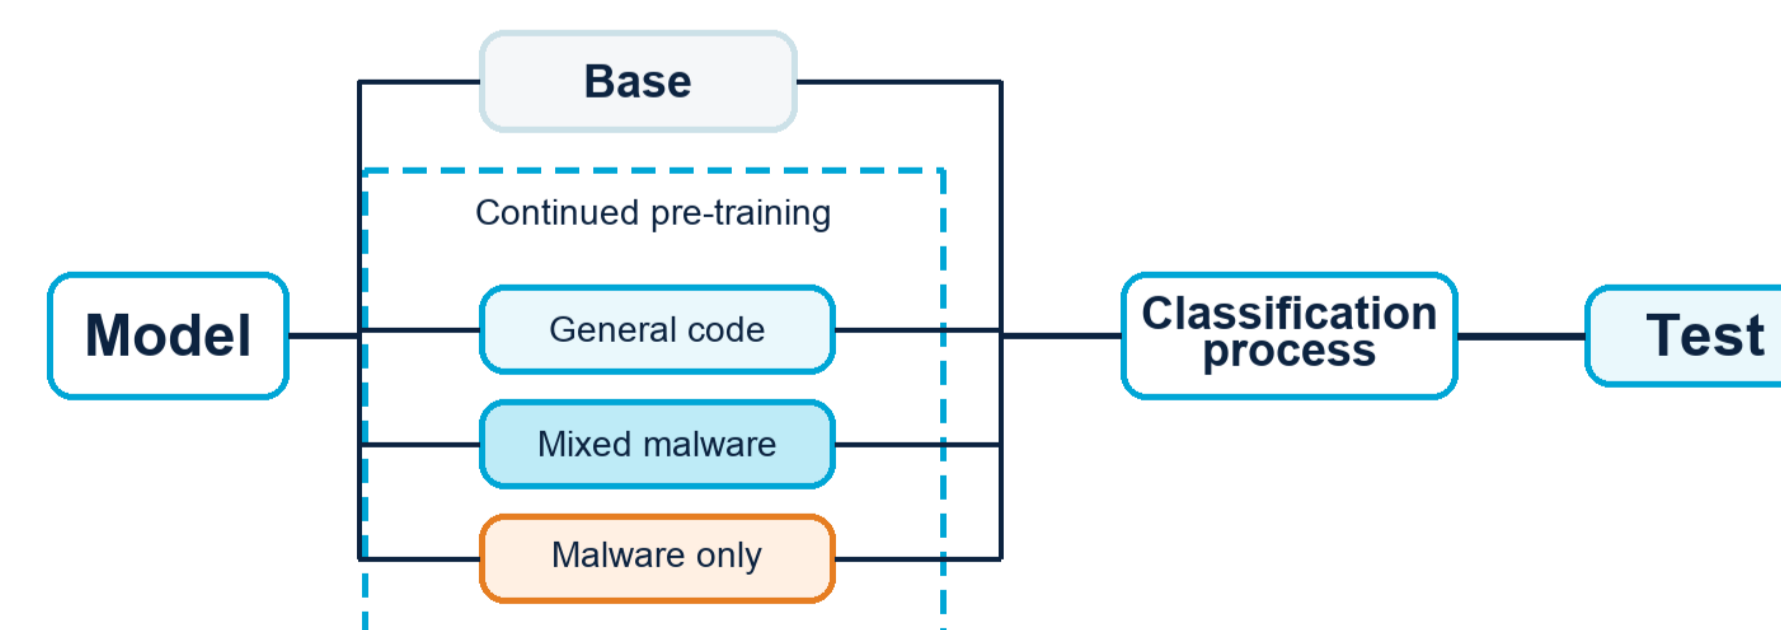 Base
Continued pre-training
Model
General code
Mixed malware
Malware only
Classification
process
Test